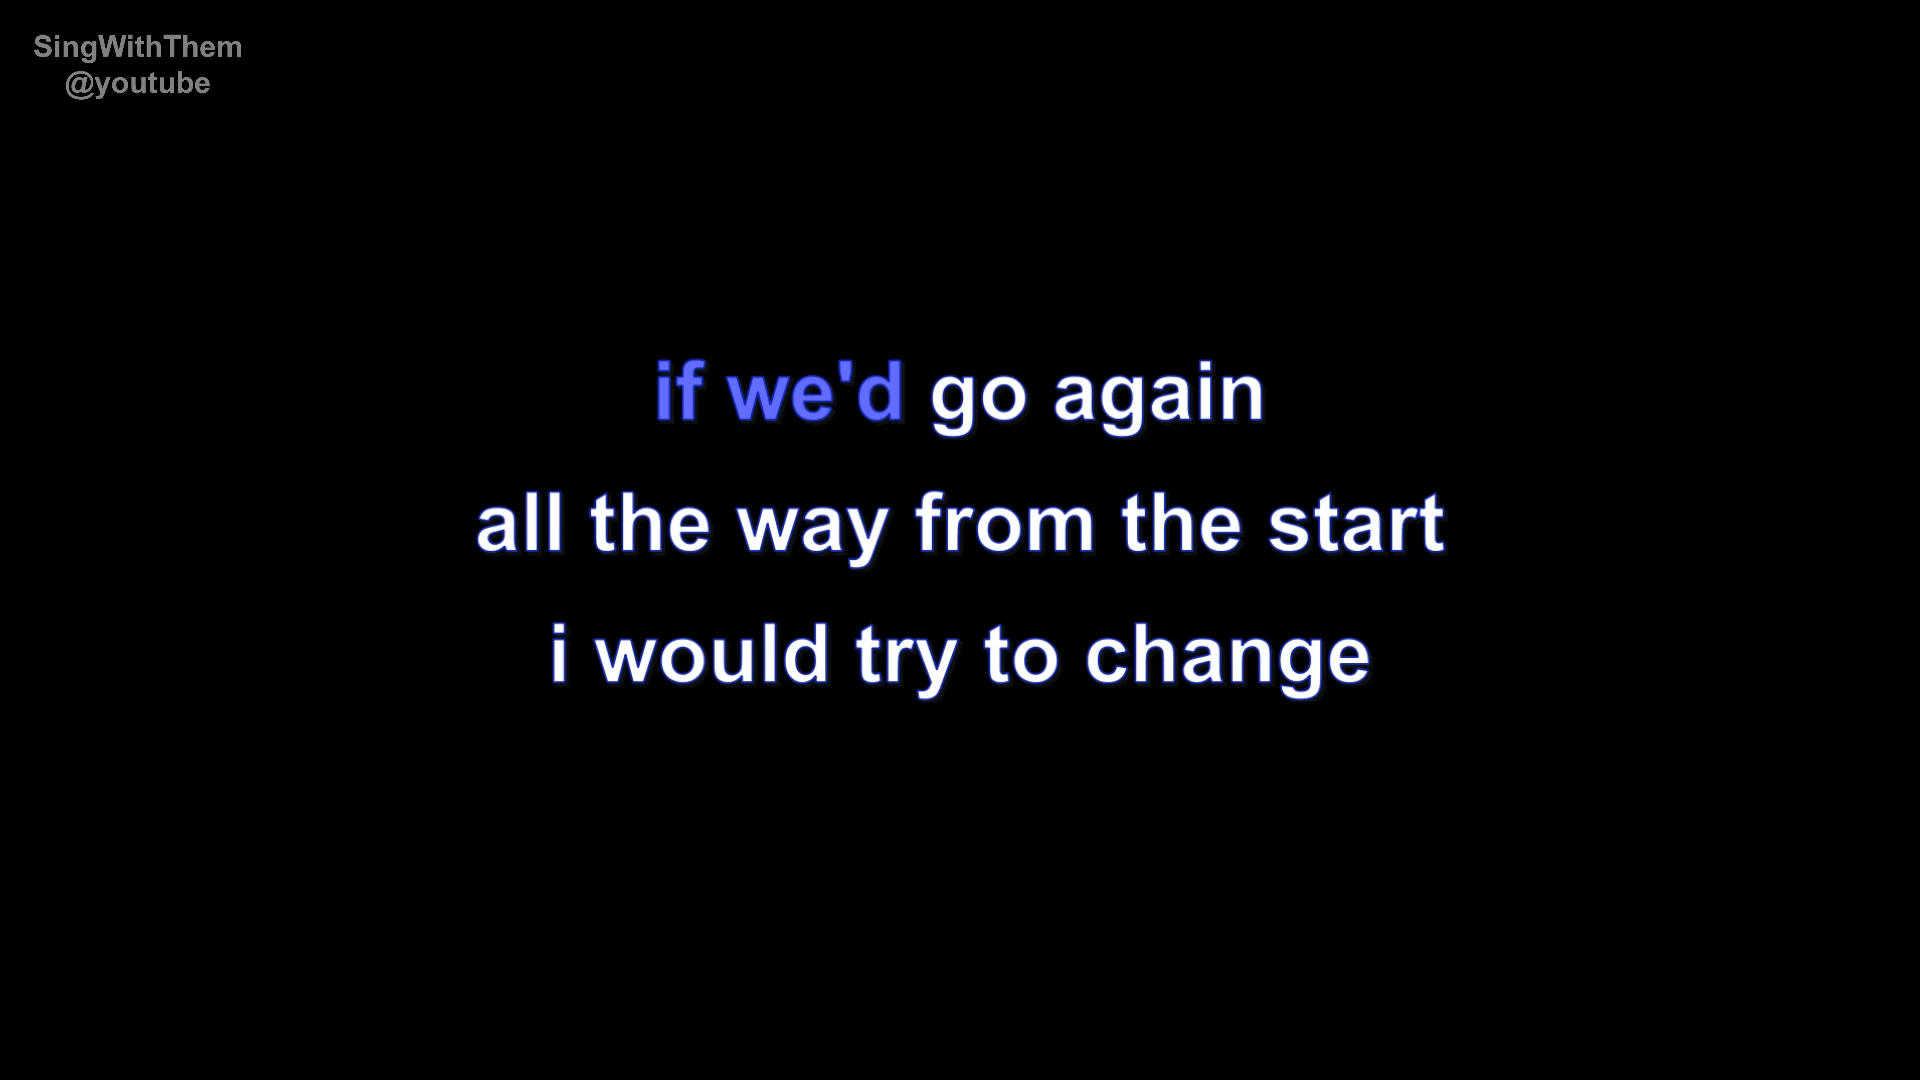 SingWithThem
@youtube
if we'd go again
all the way from the start
i would try to change